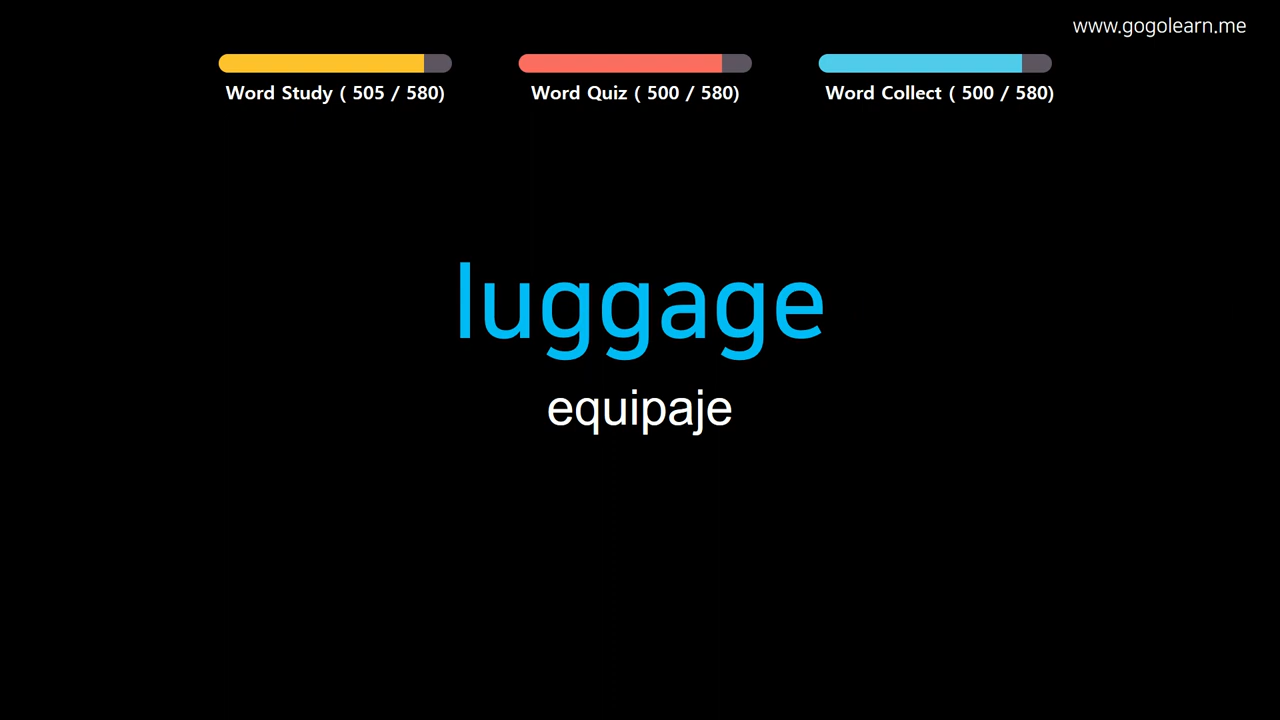 www.gogolearn.me
Word Study ( 505 / 580)
Word Quiz ( 500 / 580)
Word Collect ( 500 / 580)
luggage
equipaje